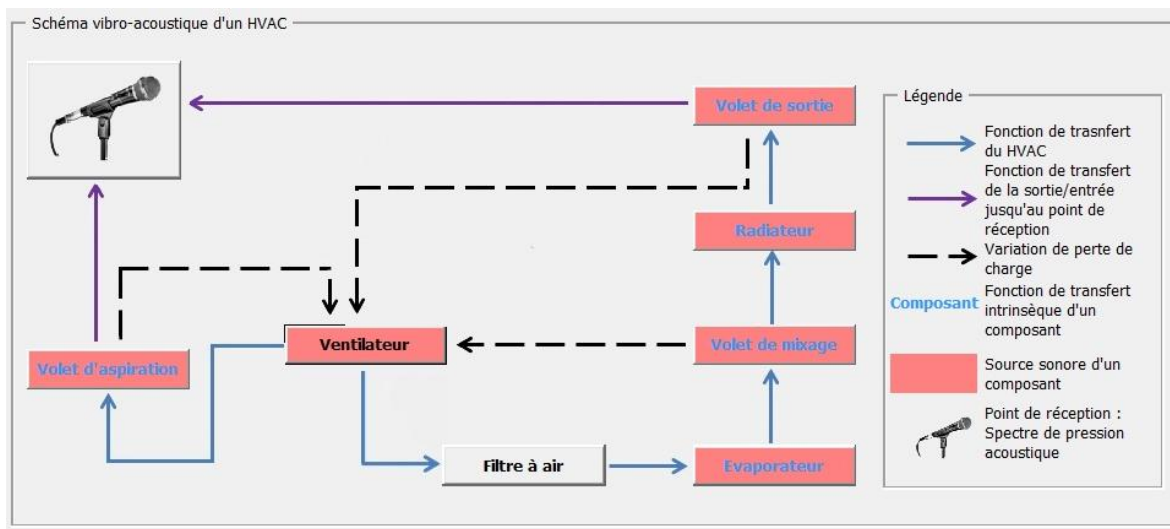 Schéma vibro-acoustique d'un HVAC
Volet de sortie
Radiateur
Ventilateur
Volet de mixage
Volet d'aspiration
Filtre à air
Evaporateur
Légende
Fonction de trasnfert
du HVAC
Fonction de transfert
de la sortie/entrée
jusqu'au point de
réception
Variation de perte de
charge
Composant
Fonction de transfert
intrinsèque d'un
composant
Source sonore d'un
composant
Point de réception :
Spectre de pression
acoustique